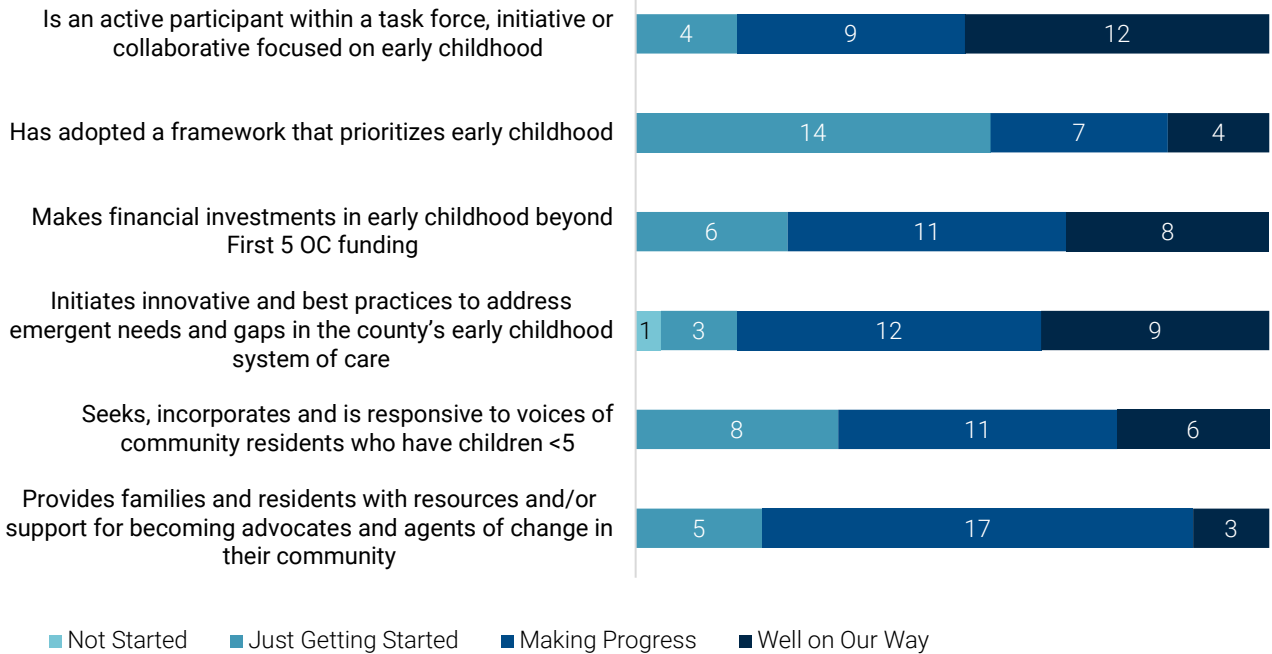 Is an active participant within a task force, initiative or
collaborative focused on early childhood
4 9 12
Has adopted a framework that prioritizes early childhood
14 7 4
Makes financial investments in early childhood beyond
First 5 OC funding
6 11 8
Initiates innovative and best practices to address
emergent needs and gaps in the county’s early childhood
system of care
1 3 12 9
Seeks, incorporates and is responsive to voices of
community residents who have children <5
8 11 6
Provides families and residents with resources and/or
support for becoming advocates and agents of change in
their community
5 17 3
Not Started Just Getting Started Making Progress Well on Our Way